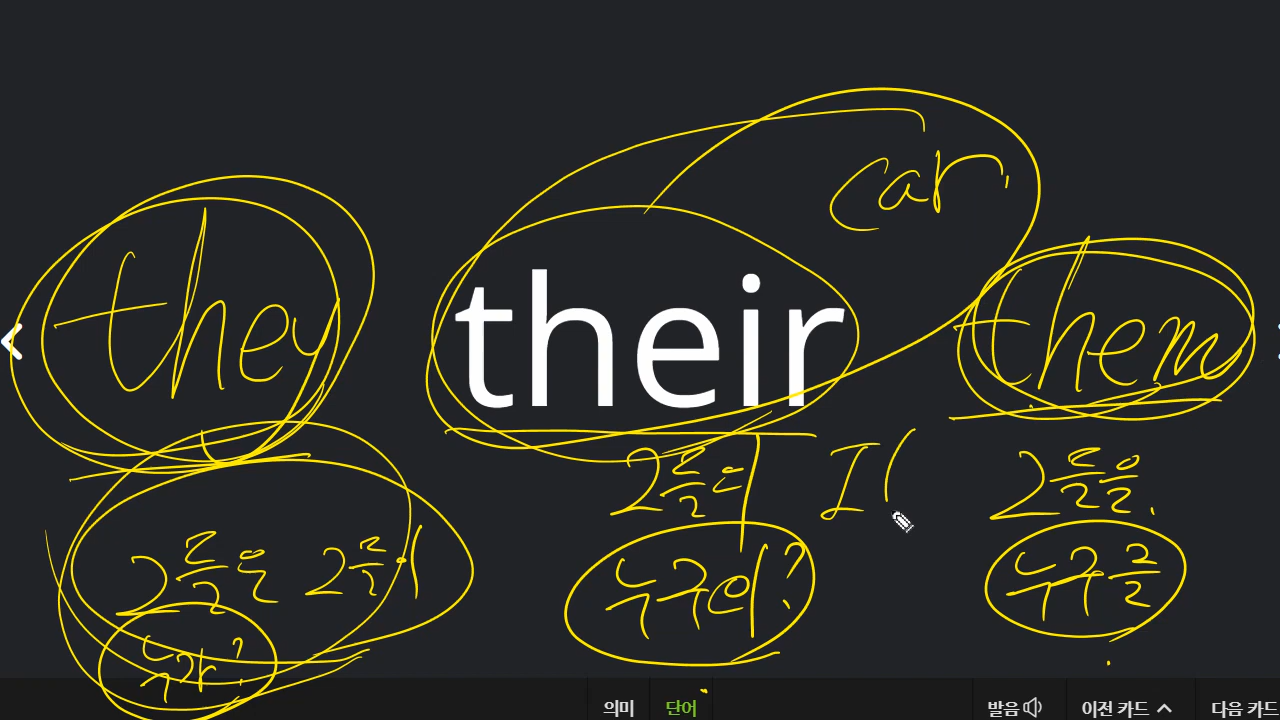 car
they their them
그들의 그들을
그들은 그들이
누구의? 누구를
누가?
의미 단어 발음 이전 카드 다음 카드